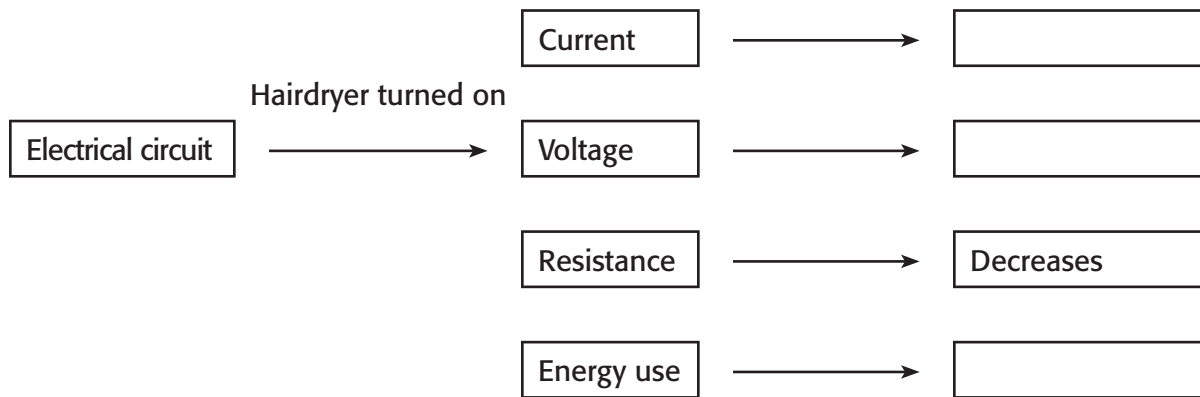 Current
Hairdryer turned on
Electrical circuit
Voltage
Resistance
Decreases
Energy use